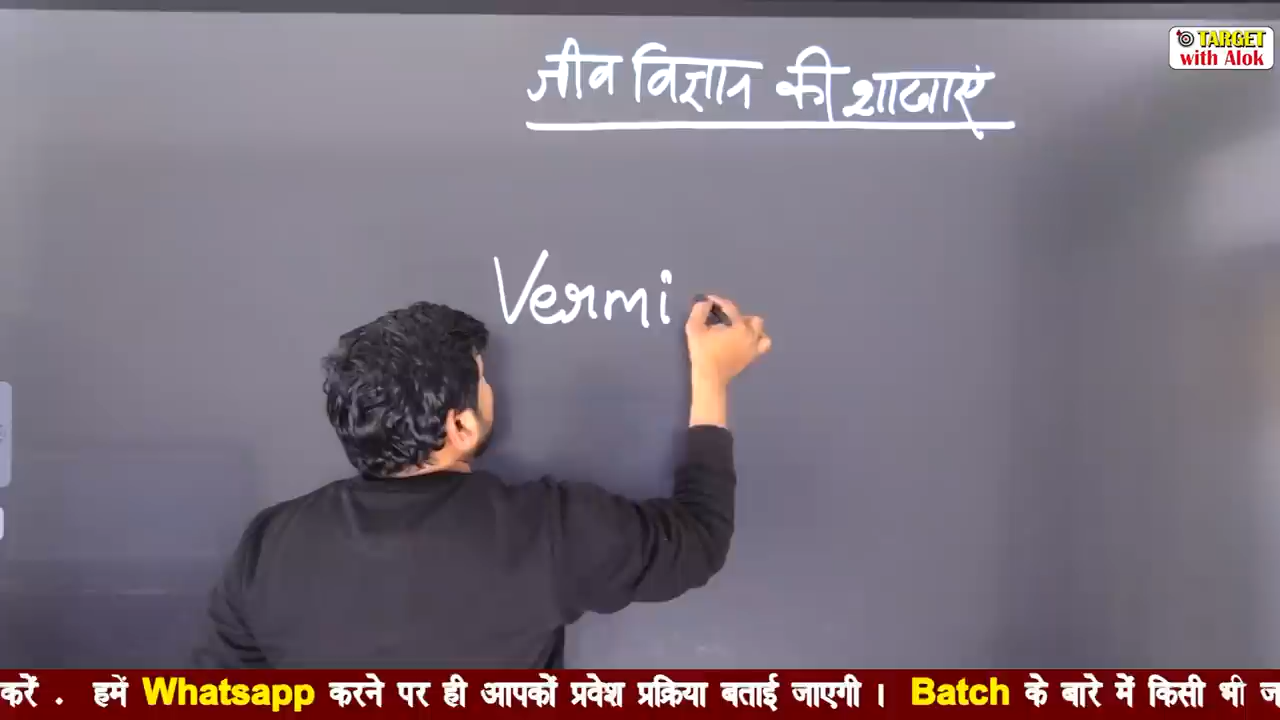 जीव विज्ञान की शाखाएं
TARGET
with Alok
Vermi
करें . हमें Whatsapp करने पर ही आपकों प्रवेश प्रक्रिया बताई जाएगी । Batch के बारे में किसी भी